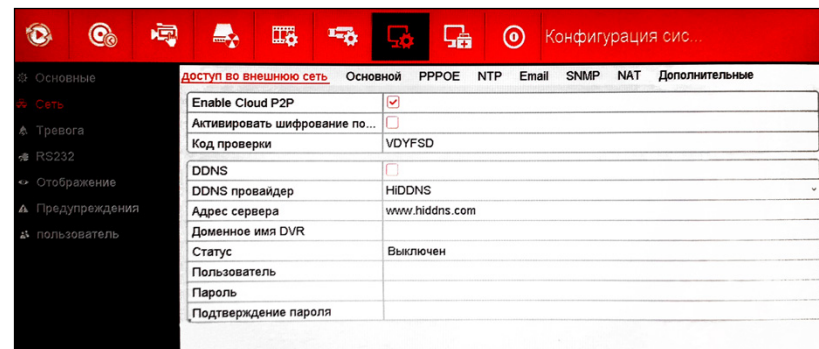 Конфигурация сис...
Основные
Сеть
Тревога
RS232
Отображение
Предупреждения
пользователь
доступ во внешнюю сеть Основной PPPOE NTP Email SNMP NAT Дополнительные
Enable Cloud P2P
Активировать шифрование по...
Код проверки VDYFSD
DDNS
DDNS провайдер HiDDNS
Адрес сервера www.hiddns.com
Доменное имя DVR
Статус Выключен
Пользователь
Пароль
Подтверждение пароля